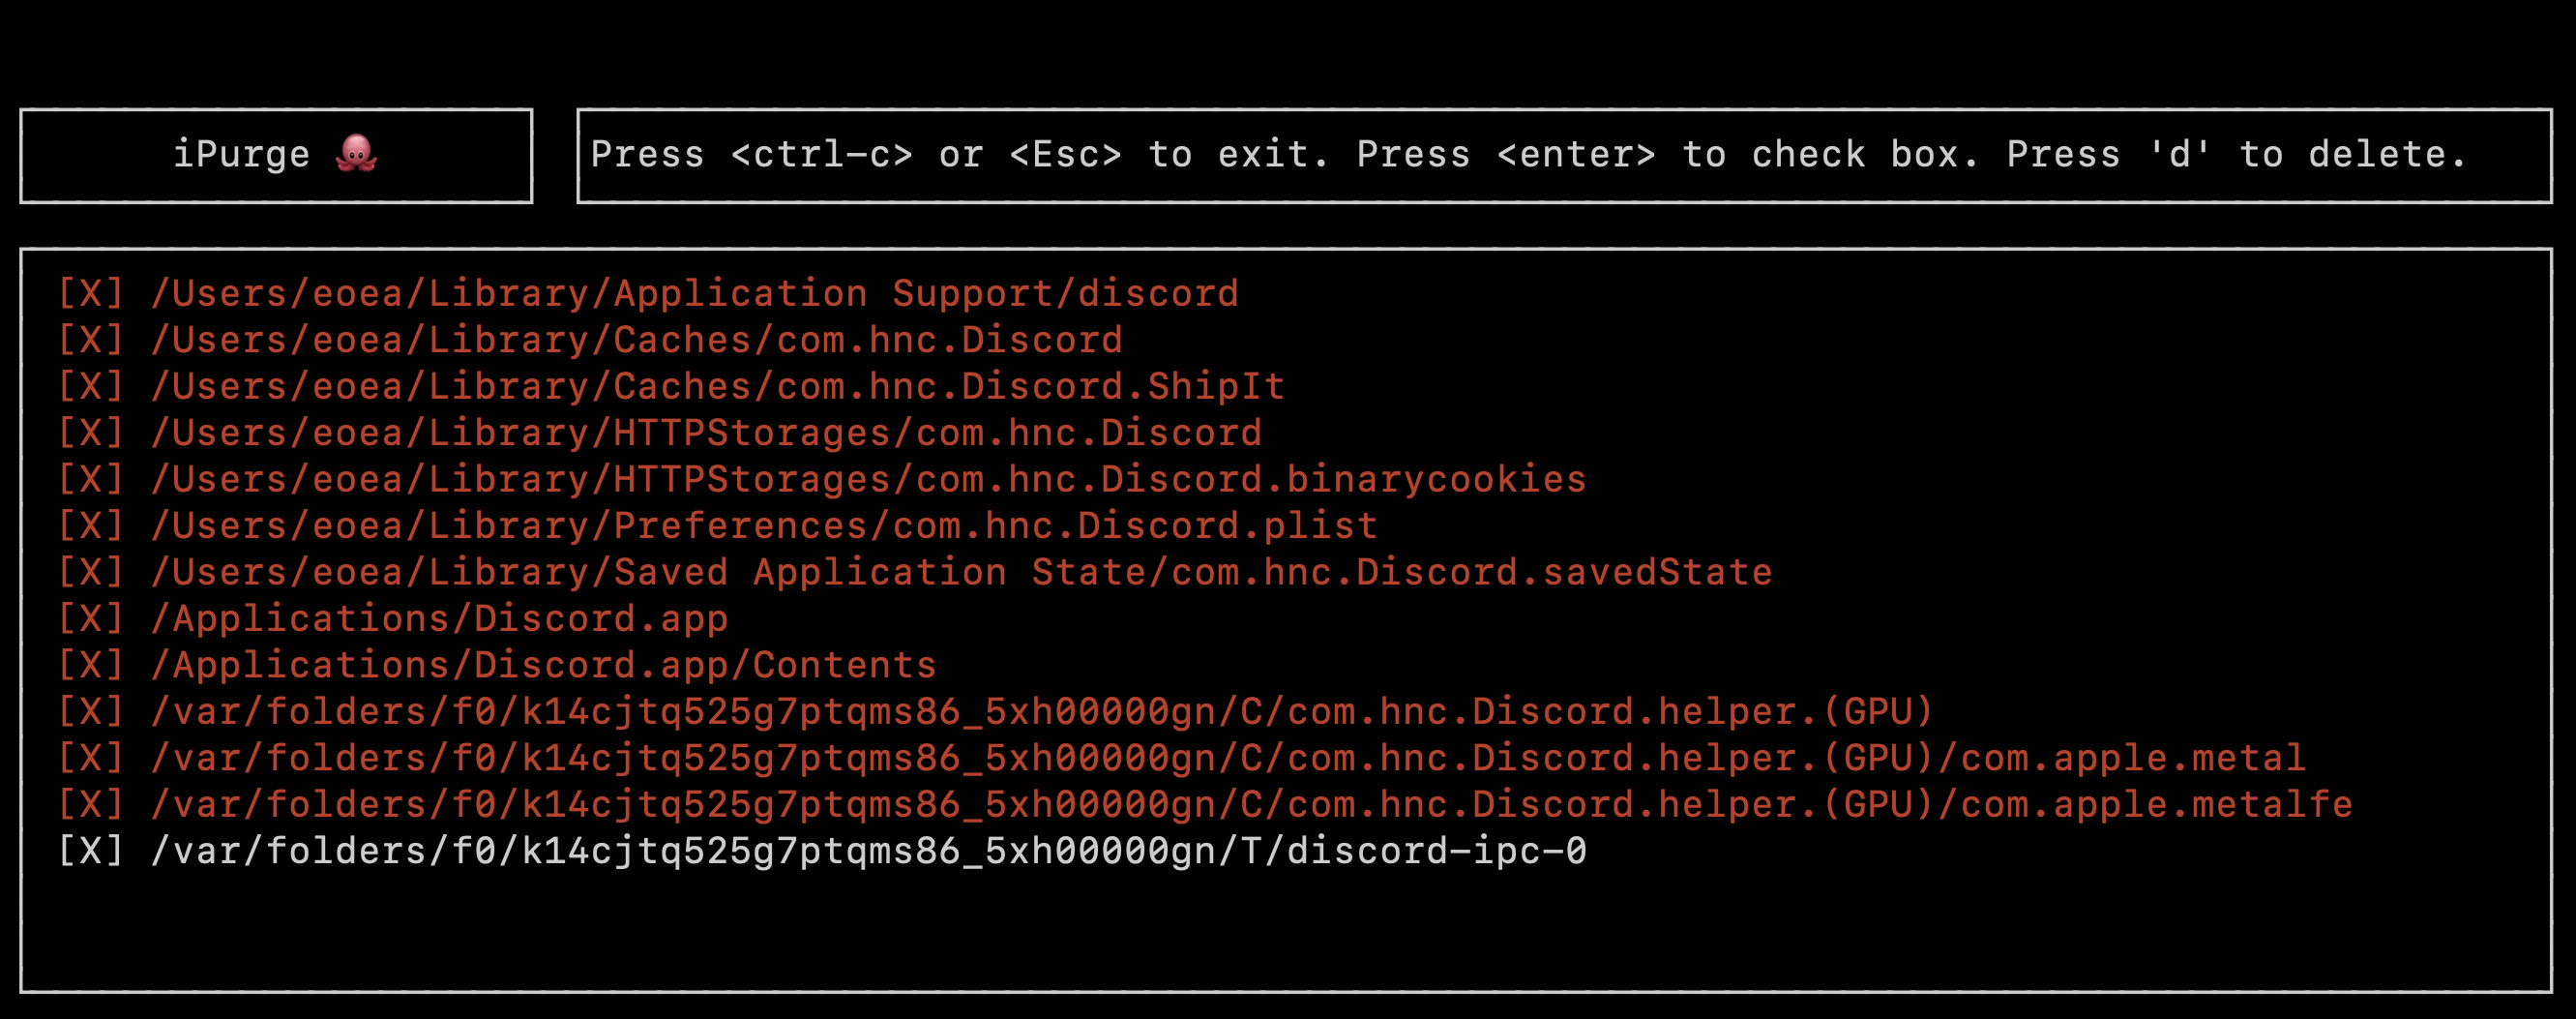 iPurge 🐙
Press <ctrl-c> or <Esc> to exit. Press <enter> to check box. Press 'd' to delete.
[X] /Users/eoea/Library/Application Support/discord
[X] /Users/eoea/Library/Caches/com.hnc.Discord
[X] /Users/eoea/Library/Caches/com.hnc.Discord.ShipIt
[X] /Users/eoea/Library/HTTPStorages/com.hnc.Discord
[X] /Users/eoea/Library/HTTPStorages/com.hnc.Discord.binarycookies
[X] /Users/eoea/Library/Preferences/com.hnc.Discord.plist
[X] /Users/eoea/Library/Saved Application State/com.hnc.Discord.savedState
[X] /Applications/Discord.app
[X] /Applications/Discord.app/Contents
[X] /var/folders/f0/k14cjtq525g7ptqms86_5xh00000gn/C/com.hnc.Discord.helper.(GPU)
[X] /var/folders/f0/k14cjtq525g7ptqms86_5xh00000gn/C/com.hnc.Discord.helper.(GPU)/com.apple.metal
[X] /var/folders/f0/k14cjtq525g7ptqms86_5xh00000gn/C/com.hnc.Discord.helper.(GPU)/com.apple.metalfe
[X] /var/folders/f0/k14cjtq525g7ptqms86_5xh00000gn/T/discord-ipc-0